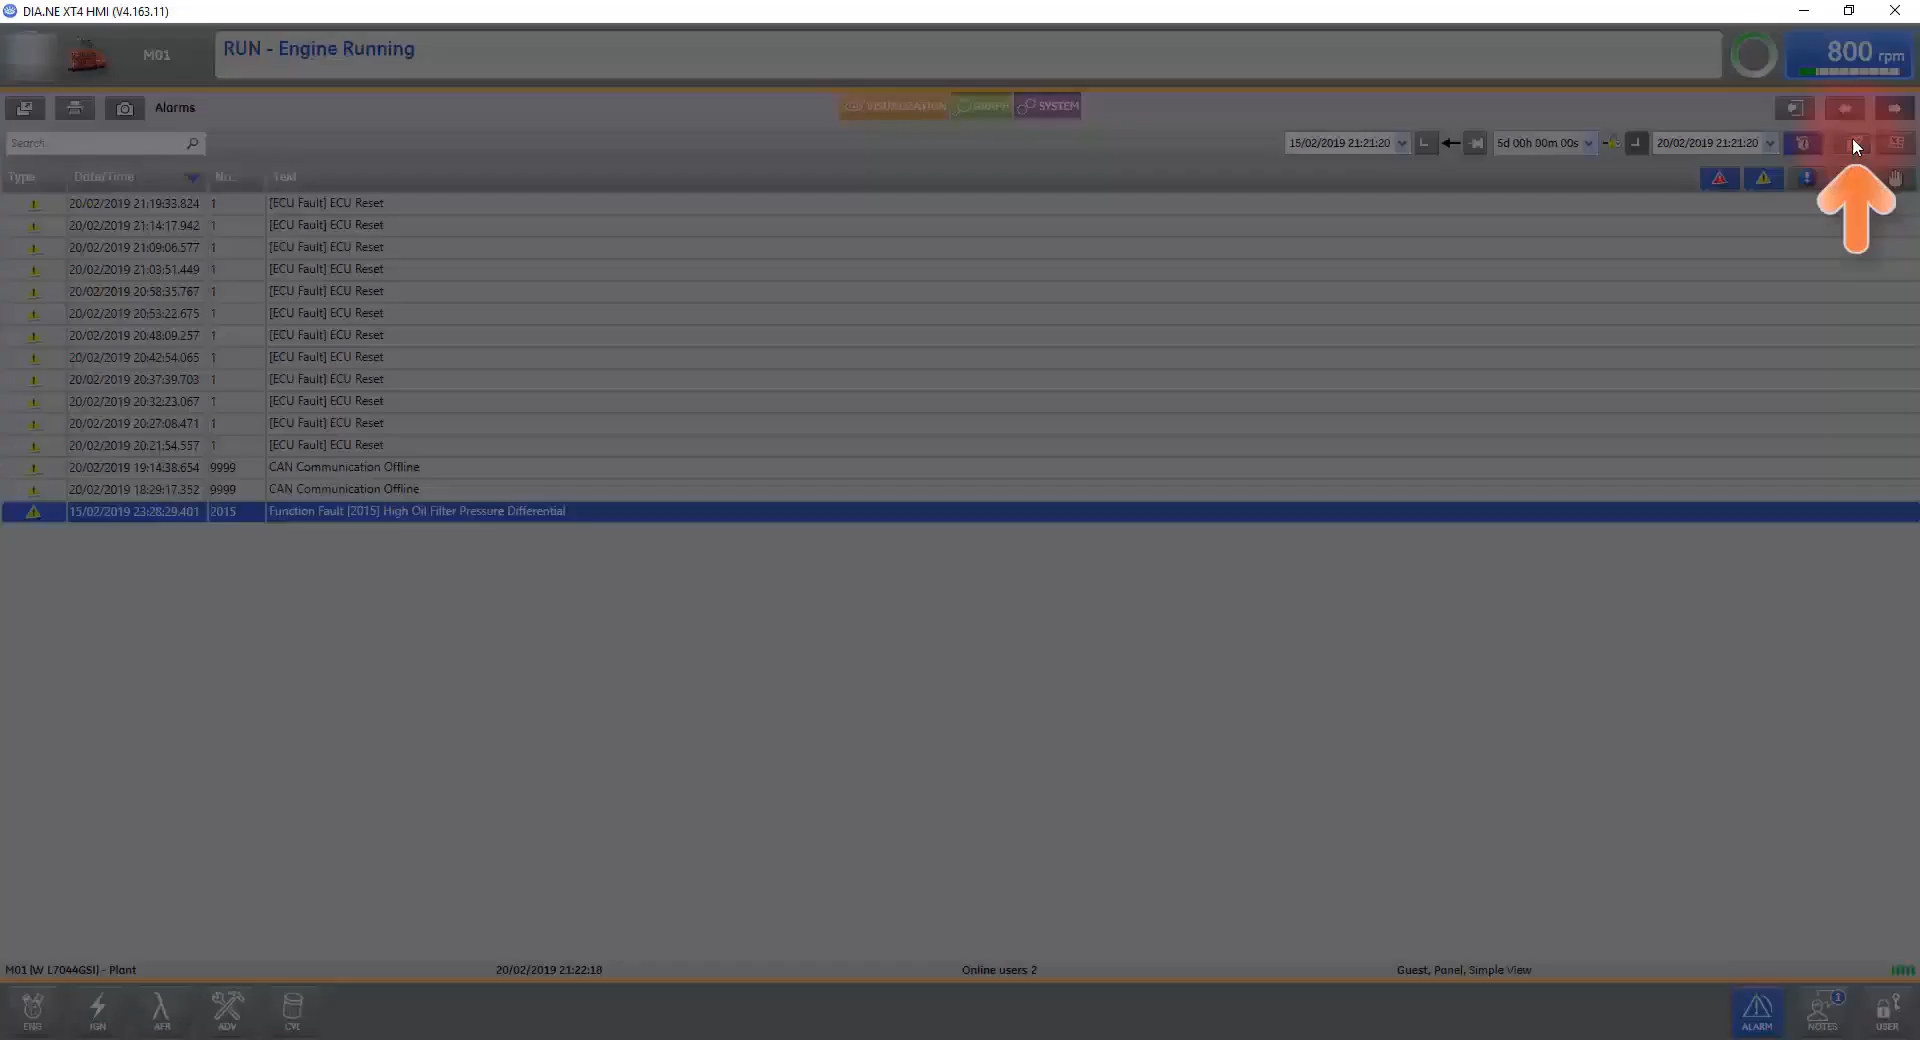 DIA.NE XT4 HMI (V4.163.11)
M01
RUN - Engine Running
800 rpm
Alarms
VISUALISATION
GRAPH
SYSTEM
Search...
15/02/2019 21:21:20
5d 00h 00m 00s
20/02/2019 21:21:20
Type Date/Time No. Text
20/02/2019 21:19:33.824 1 [ECU Fault] ECU Reset
20/02/2019 21:14:17.942 1 [ECU Fault] ECU Reset
20/02/2019 21:09:06.577 1 [ECU Fault] ECU Reset
20/02/2019 21:03:51.449 1 [ECU Fault] ECU Reset
20/02/2019 20:58:35.767 1 [ECU Fault] ECU Reset
20/02/2019 20:53:22.675 1 [ECU Fault] ECU Reset
20/02/2019 20:48:09.257 1 [ECU Fault] ECU Reset
20/02/2019 20:42:54.065 1 [ECU Fault] ECU Reset
20/02/2019 20:37:39.703 1 [ECU Fault] ECU Reset
20/02/2019 20:32:23.067 1 [ECU Fault] ECU Reset
20/02/2019 20:27:08.471 1 [ECU Fault] ECU Reset
20/02/2019 20:21:54.557 1 [ECU Fault] ECU Reset
20/02/2019 19:14:38.654 9999 CAN Communication Offline
20/02/2019 18:29:17.352 9999 CAN Communication Offline
15/02/2019 23:28:29.401 2015 Function Fault [2015] High Oil Filter Pressure Differential
M01 (W L7044GSI) - Plant
20/02/2019 21:22:18
Online users 2
Guest, Panel, Simple View
ENG
IGN
AFR
ADV
CYL
ALARM
1
NOTES
USER